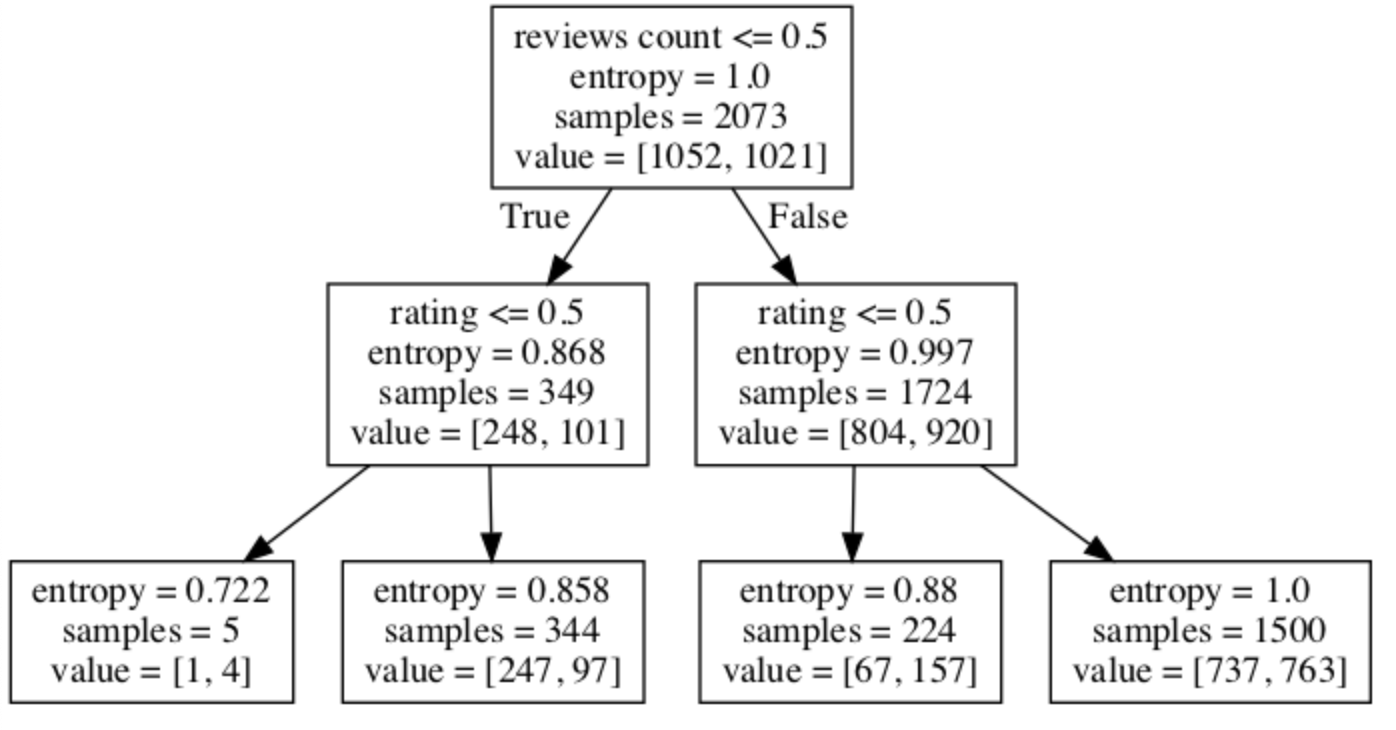 reviews count <= 0.5
entropy = 1.0
samples = 2073
value = [1052, 1021]
True
False
rating <= 0.5
entropy = 0.868
samples = 349
value = [248, 101]
rating <= 0.5
entropy = 0.997
samples = 1724
value = [804, 920]
entropy = 0.722
samples = 5
value = [1, 4]
entropy = 0.858
samples = 344
value = [247, 97]
entropy = 0.88
samples = 224
value = [67, 157]
entropy = 1.0
samples = 1500
value = [737, 763]